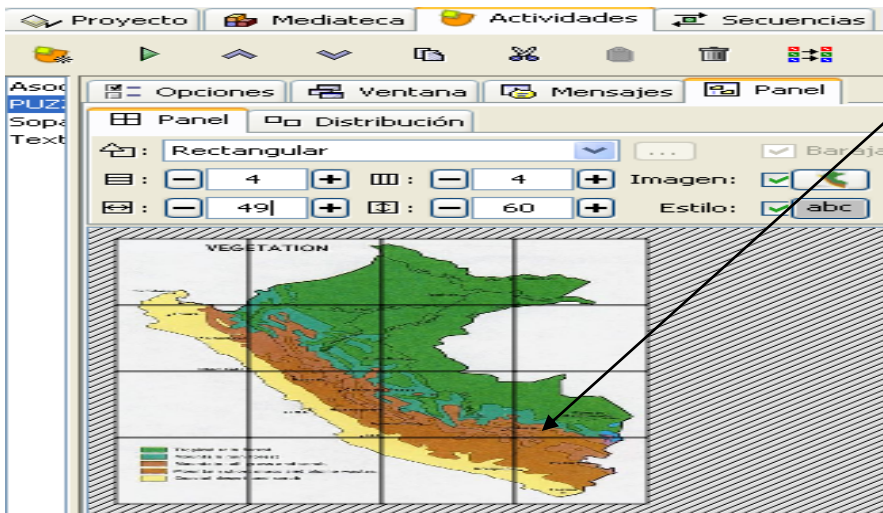 Proyecto Mediateca Actividades Secuencias
Asoc
PUZ
Sopa
Text
Opciones Ventana Mensajes Panel
Panel Distribución
Rectangular ... Baraja
: 4 : 4 Imagen:
: 49 : 60 Estilo: abc
VEGETATION